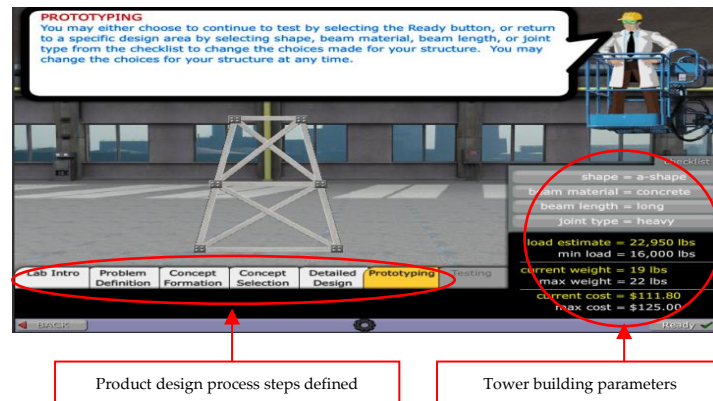 PROTOTYPING
You may either choose to continue to test by selecting the Ready button, or return
to a specific design area by selecting shape, beam material, beam length, or joint
type from the checklist to change the choices made for your structure. You may
change the choices for your structure at any time.
Checklist
shape = a-shape
beam material = concrete
beam length = long
joint type = heavy
load estimate = 22,950 lbs
min load = 16,000 lbs
current weight = 19 lbs
max weight = 22 lbs
current cost = $111.80
max cost = $125.00
Lab Intro
Problem Definition
Concept Formation
Concept Selection
Detailed Design
Prototyping
Testing
BACK
Ready
Product design process steps defined
Tower building parameters